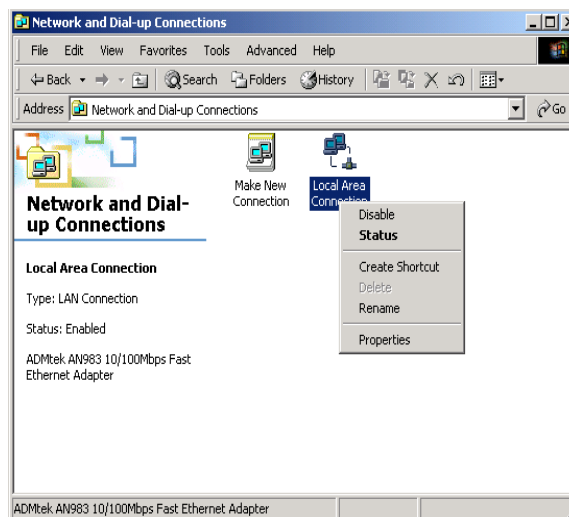 Network and Dial-up Connections
File Edit View Favorites Tools Advanced Help
Back Search Folders History
Address Network and Dial-up Connections Go
Make New Connection
Local Area Connection
Network and Dial-
up Connections
Local Area Connection
Type: LAN Connection
Status: Enabled
ADMtek AN983 10/100Mbps Fast
Ethernet Adapter
Disable
Status
Create Shortcut
Delete
Rename
Properties
ADMtek AN983 10/100Mbps Fast Ethernet Adapter